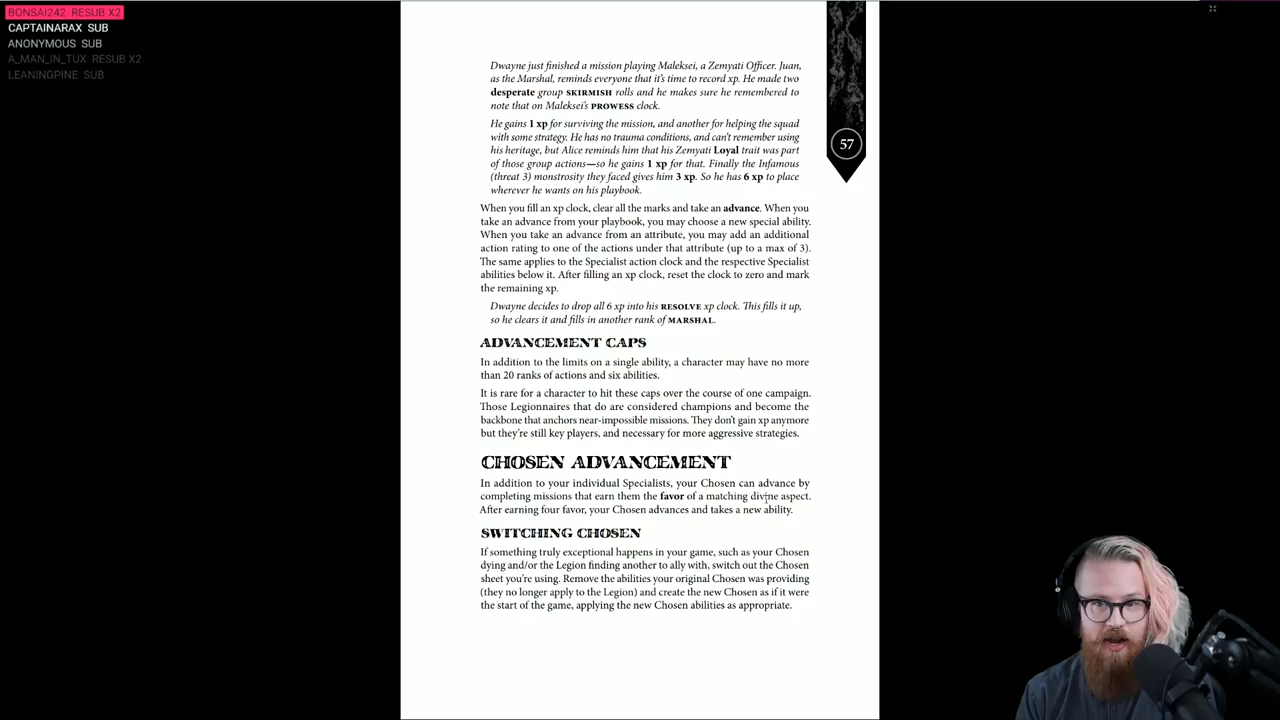 BONSAI242 RESUB X2
CAPTAINARAX SUB
ANONYMOUS SUB
A_MAN_IN_TUX RESUB X2
LEANINGPINE SUB
Dwayne just finished a mission playing Maleksei, a Zemyati Officer. Juan,
as the Marshal, reminds everyone that it's time to record xp. He made two
desperate group SKIRMISH rolls and he makes sure he remembered to
note that on Maleksei's PROWESS clock.
57
He gains 1 xp for surviving the mission, and another for helping the squad
with some strategy. He has no trauma conditions, and can't remember using
his heritage, but Alice reminds him that his Zemyati Loyal trait was part
of those group actions—so he gains 1 xp for that. Finally the Infamous
(threat 3) monstrosity they faced gives him 3 xp. So he has 6 xp to place
wherever he wants on his playbook.
When you fill an xp clock, clear all the marks and take an advance. When you
take an advance from your playbook, you may choose a new special ability.
When you take an advance from an attribute, you may add an additional
action rating to one of the actions under that attribute (up to a max of 3).
The same applies to the Specialist action clock and the respective Specialist
abilities below it. After filling an xp clock, reset the clock to zero and mark
the remaining xp.
Dwayne decides to drop all 6 xp into his RESOLVE xp clock. This fills it up,
so he clears it and fills in another rank of MARSHAL.
ADVANCEMENT CAPS
In addition to the limits on a single ability, a character may have no more
than 20 ranks of actions and six abilities.
It is rare for a character to hit these caps over the course of one campaign.
Those Legionnaires that do are considered champions and become the
backbone that anchors near-impossible missions. They don't gain xp anymore
but they're still key players, and necessary for more aggressive strategies.
CHOSEN ADVANCEMENT
In addition to your individual Specialists, your Chosen can advance by
completing missions that earn them the favor of a matching divine aspect.
After earning four favor, your Chosen advances and takes a new ability.
SWITCHING CHOSEN
If something truly exceptional happens in your game, such as your Chosen
dying and/or the Legion finding another to ally with, switch out the Chosen
sheet you're using. Remove the abilities your original Chosen was providing
(they no longer apply to the Legion) and create the new Chosen as if it were
the start of the game, applying the new Chosen abilities as appropriate.